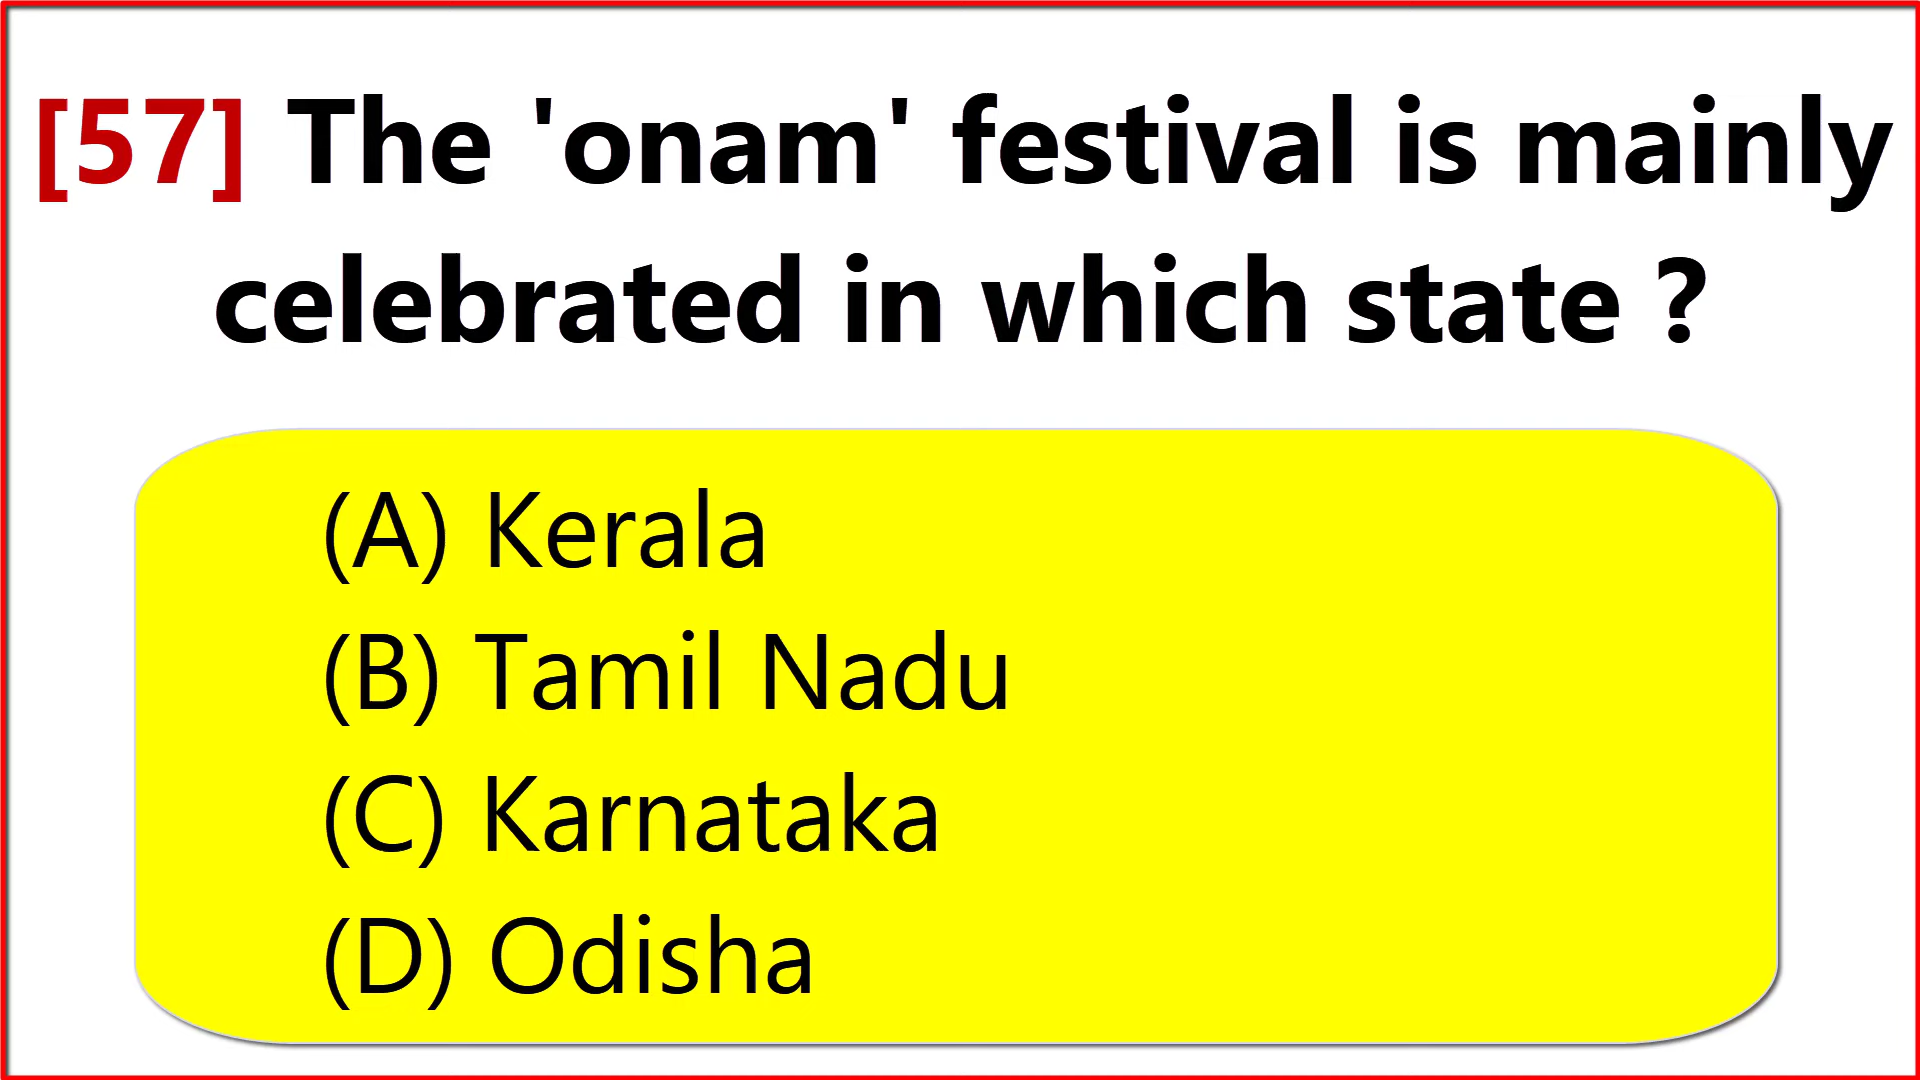 [57] The 'onam' festival is mainly
celebrated in which state ?
(A) Kerala
(B) Tamil Nadu
(C) Karnataka
(D) Odisha